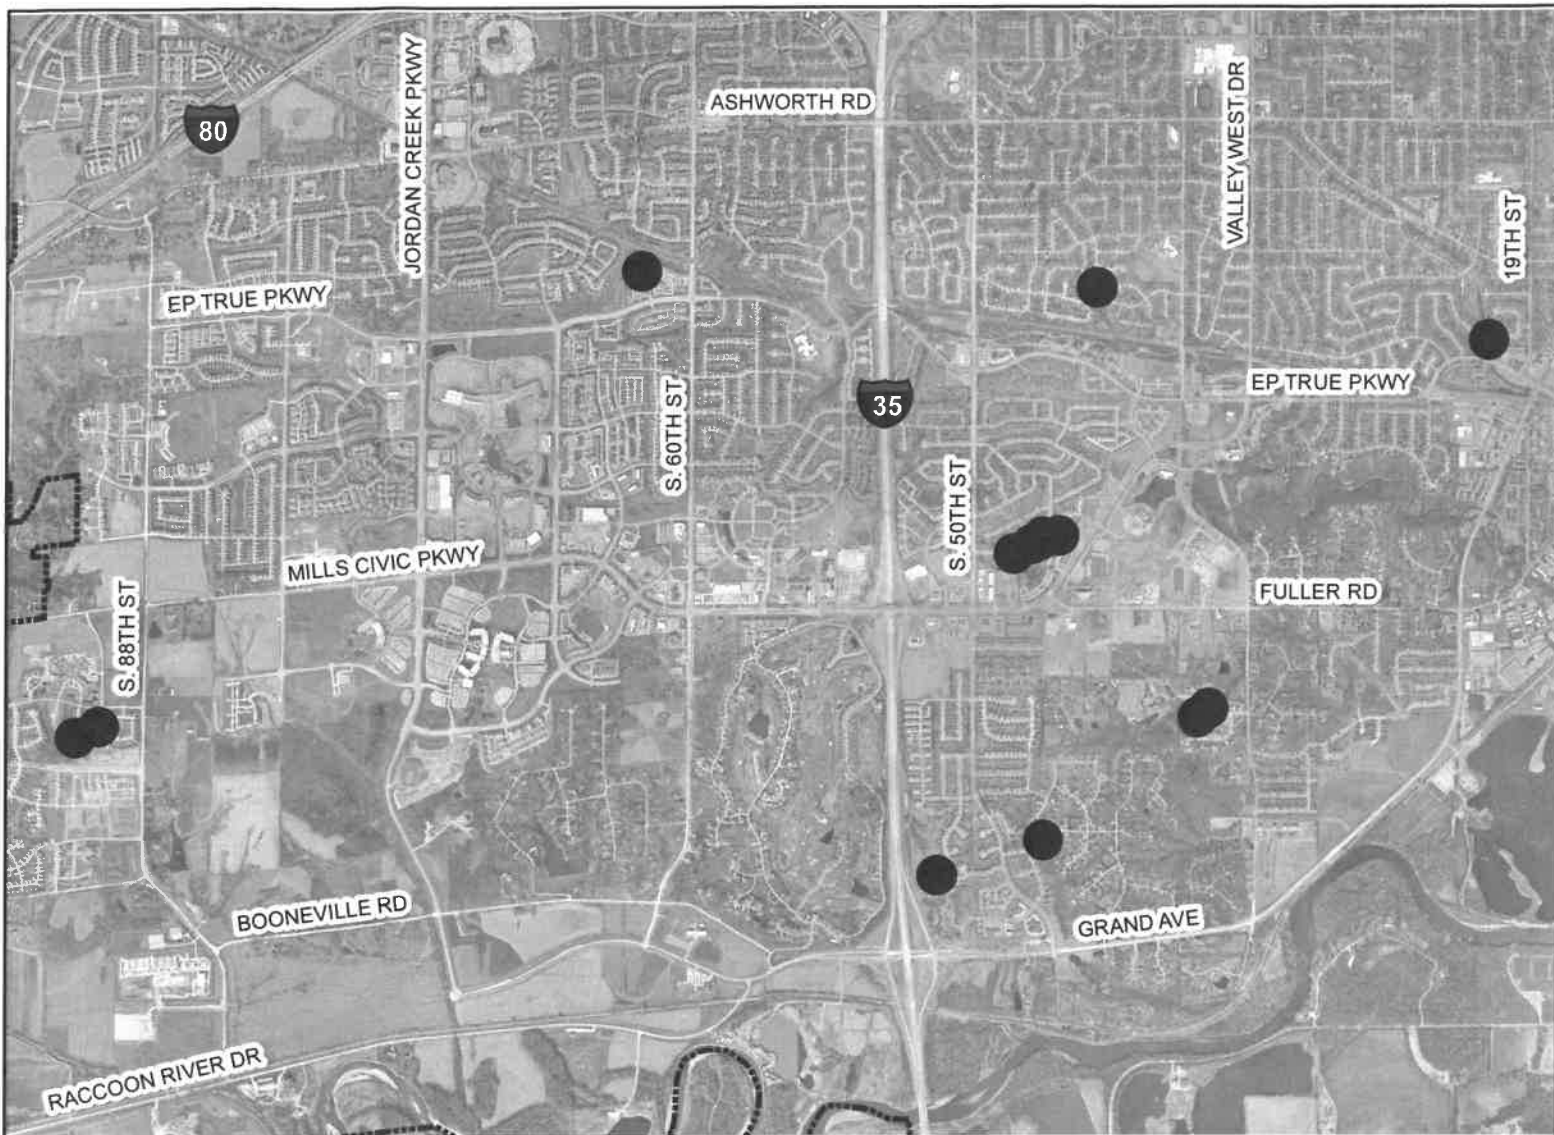 JORDAN CREEK PKWY
ASHWORTH RD
VALLEY WEST DR
80
19TH ST
EP TRUE PKWY
EP TRUE PKWY
35
S. 60TH ST
S. 50TH ST
MILLS CIVIC PKWY
FULLER RD
S. 88TH ST
BOONEVILLE RD
GRAND AVE
RACCOON RIVER DR